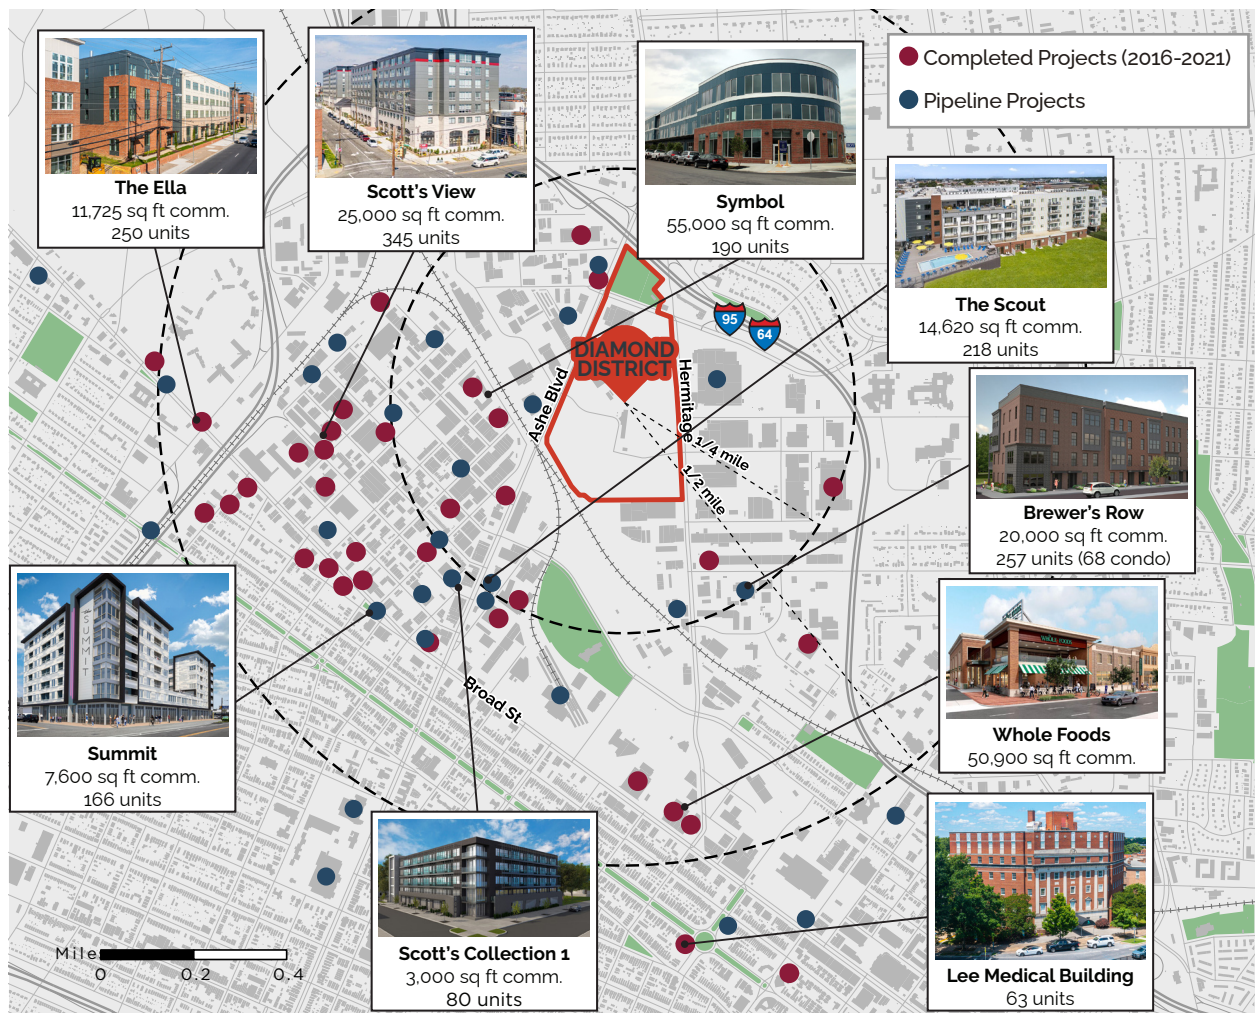 Completed Projects (2016-2021)
Pipeline Projects
The Ella
11,725 sq ft comm.
250 units
Scott's View
25,000 sq ft comm.
345 units
Symbol
55,000 sq ft comm.
190 units
The Scout
14,620 sq ft comm.
218 units
95
64
DIAMOND
DISTRICT
Ashe Blvd
Hermitage
1/4 mile
1/2 mile
Brewer's Row
20,000 sq ft comm.
257 units (68 condo)
SUMMIT
Summit
7,600 sq ft comm.
166 units
Broad St
WHOLE FOODS
Whole Foods
50,900 sq ft comm.
Scott's Collection 1
3,000 sq ft comm.
80 units
Lee Medical Building
63 units
Mile
0
0.2
0.4